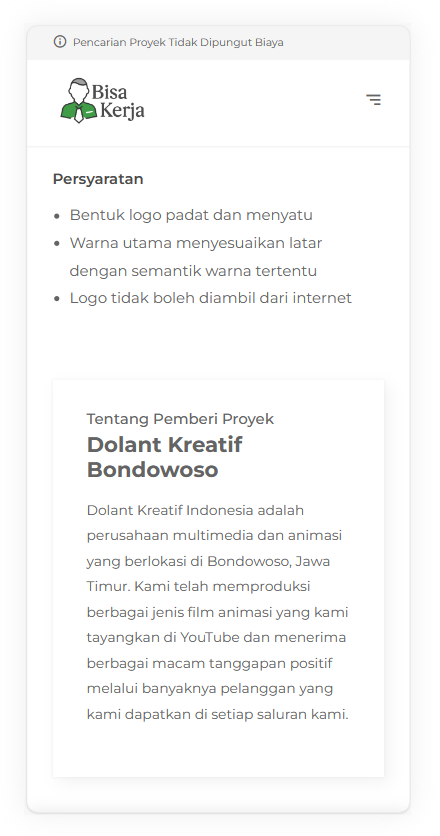 Pencarian Proyek Tidak Dipungut Biaya
Bisa
Kerja
Persyaratan
Bentuk logo padat dan menyatu
Warna utama menyesuaikan latar
dengan semantik warna tertentu
Logo tidak boleh diambil dari internet
Tentang Pemberi Proyek
Dolant Kreatif
Bondowoso
Dolant Kreatif Indonesia adalah
perusahaan multimedia dan animasi
yang berlokasi di Bondowoso, Jawa
Timur. Kami telah memproduksi
berbagai jenis film animasi yang kami
tayangkan di YouTube dan menerima
berbagai macam tanggapan positif
melalui banyaknya pelanggan yang
kami dapatkan di setiap saluran kami.